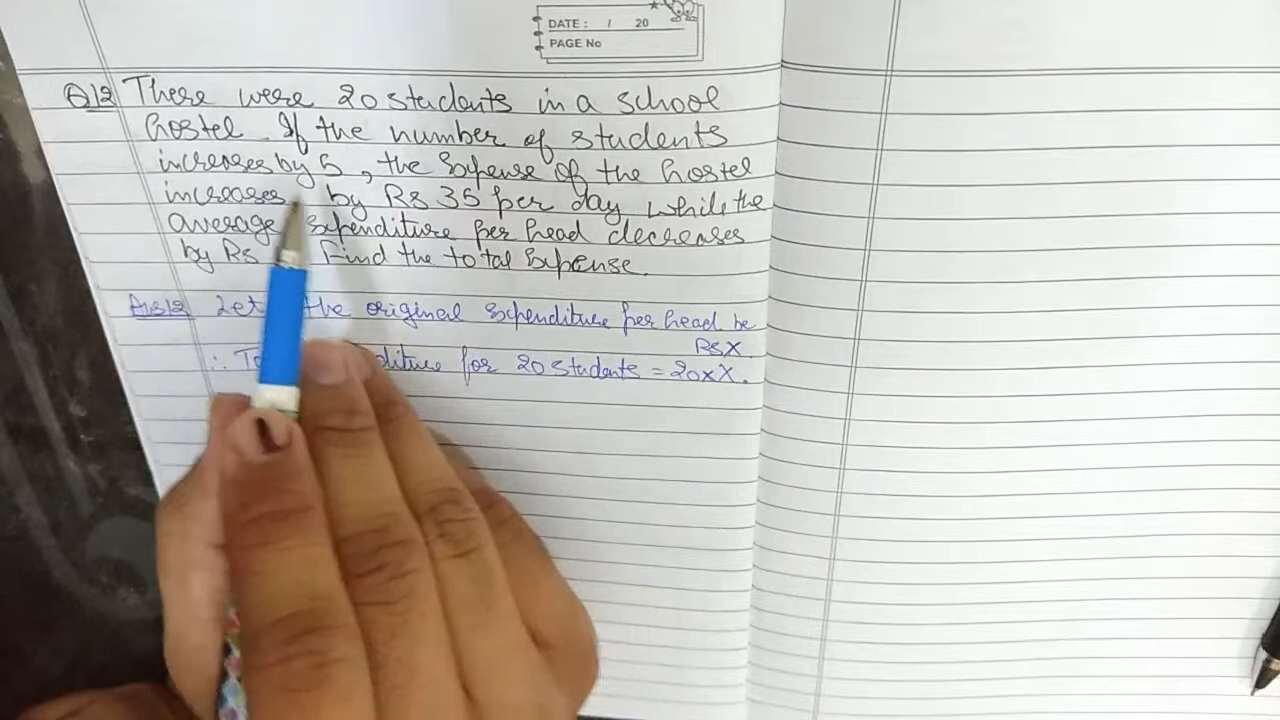 DATE : / 20
PAGE No
Q12 There were 20 students in a school
hostel. If the number of students
increases by 5, the Expense of the hostel
increases by Rs 35 per day while the
average Expenditure per head decreases
by Rs Find the total Expense.
Ans12 Let the original Expenditure per head be
Rs X.
∴ diture for 20 students = 20xX.